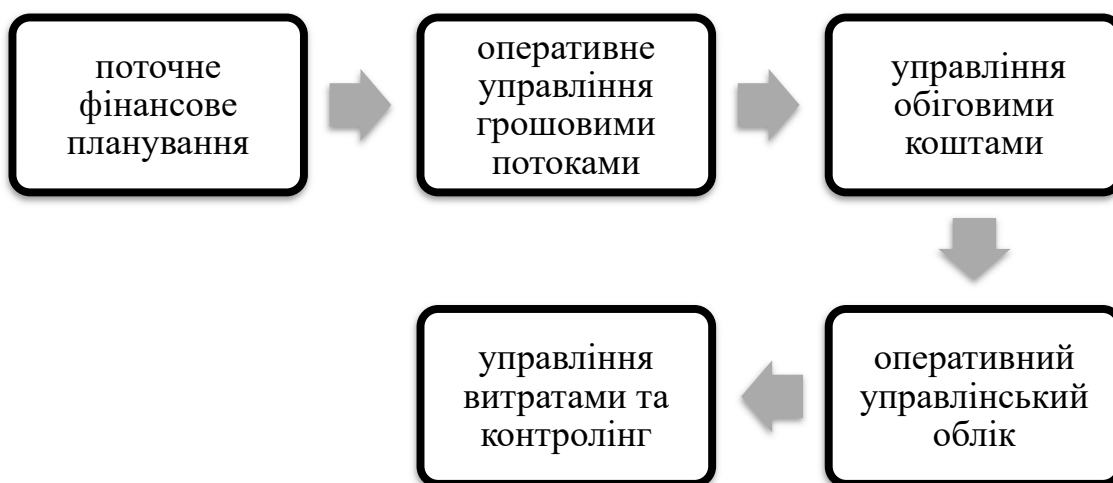 поточне
фінансове
планування
оперативне
управління
грошовими
потоками
управління
обіговими
коштами
оперативний
управлінський
облік
управління
витратами та
контролінг